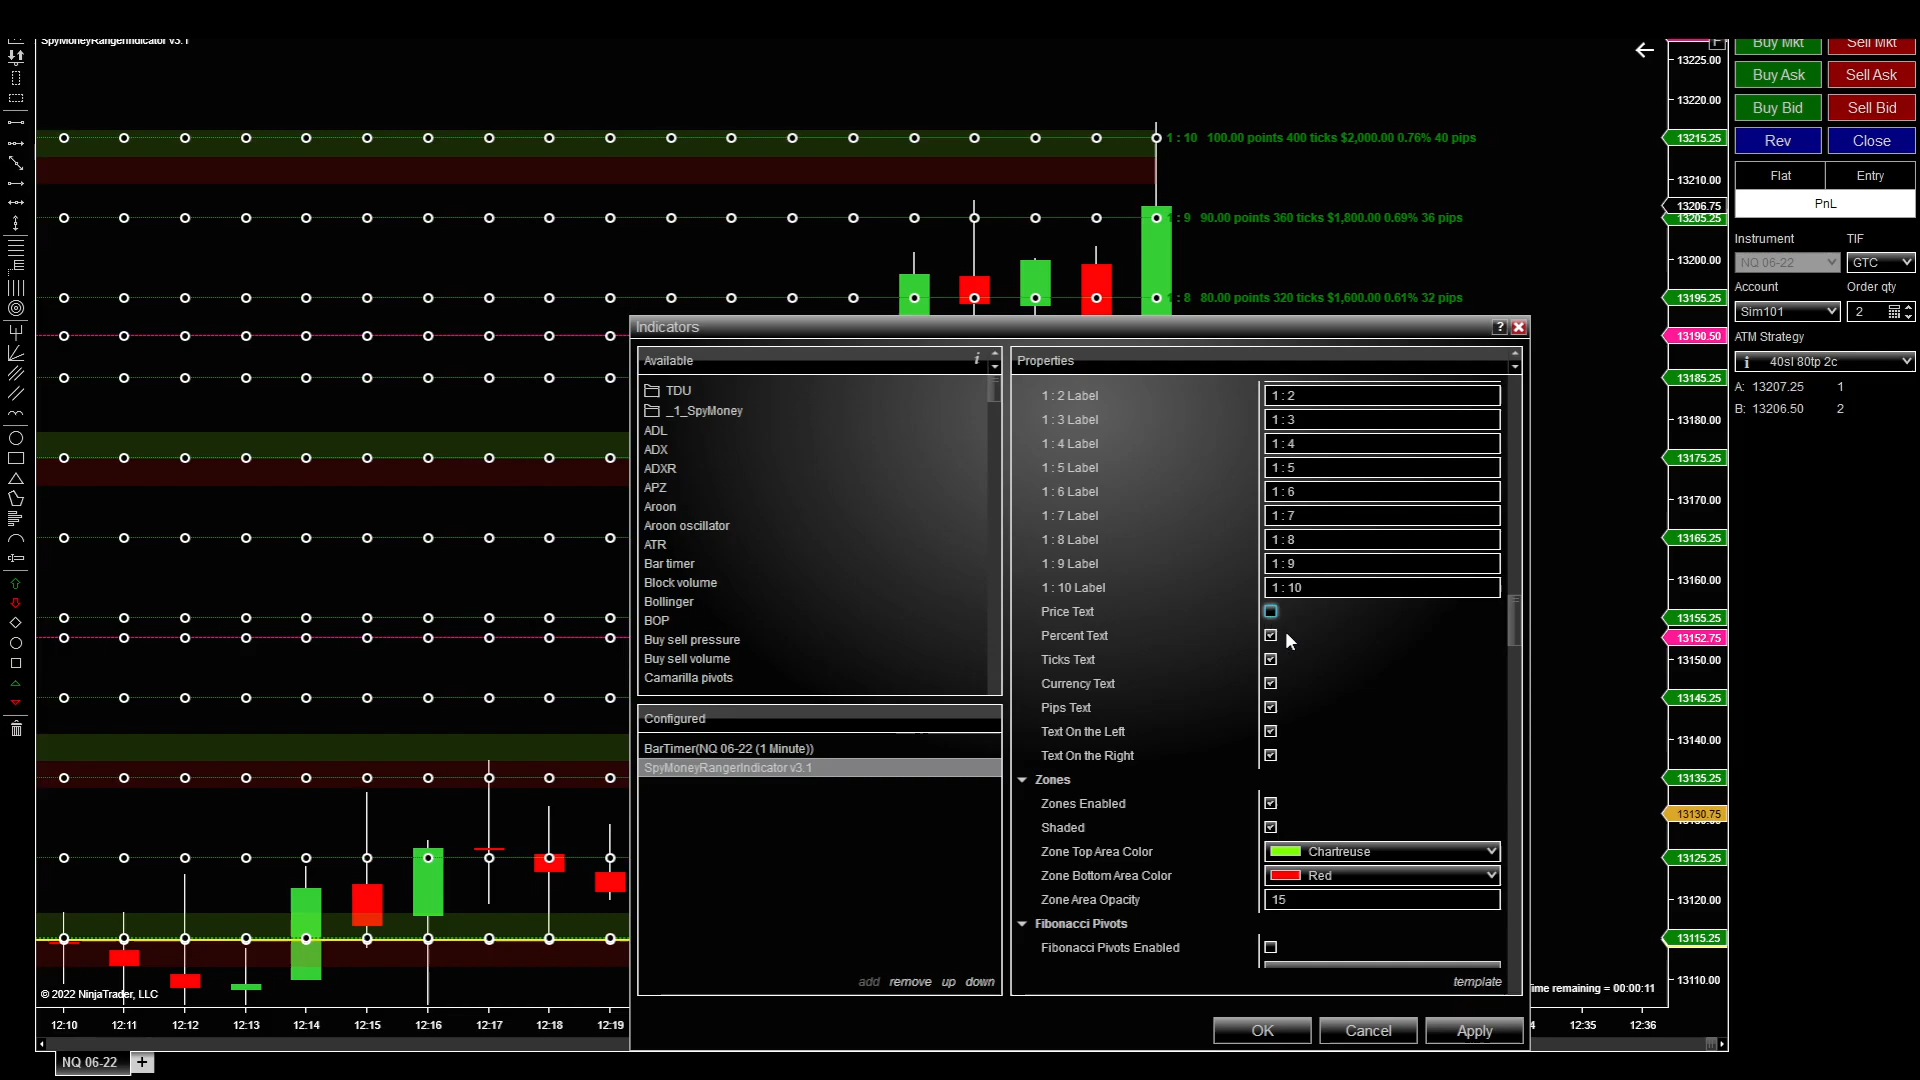 SpyMoneyRangerIndicator v3.1
1 : 10 100.00 points 400 ticks $2,000.00 0.76% 40 pips
1 : 9 90.00 points 360 ticks $1,800.00 0.69% 36 pips
1 : 8 80.00 points 320 ticks $1,600.00 0.61% 32 pips
13225.00
13220.00
13215.25
13210.00
13206.75
13205.25
13200.00
13195.25
13190.50
13185.25
13180.00
13175.25
13170.00
13165.25
13160.00
13155.25
13152.75
13150.00
13145.25
13140.00
13135.25
13130.75
13125.25
13120.00
13115.25
13110.00
F
Buy Mkt Sell Mkt
Buy Ask Sell Ask
Buy Bid Sell Bid
Rev Close
Flat Entry
PnL
Instrument TIF
NQ 06-22 GTC
Account Order qty
Sim101 2
ATM Strategy
40sl 80tp 2c
A: 13207.25 1
B: 13206.50 2
Indicators ?
Available i
TDU
_1_SpyMoney
ADL
ADX
ADXR
APZ
Aroon
Aroon oscillator
ATR
Bar timer
Block volume
Bollinger
BOP
Buy sell pressure
Buy sell volume
Camarilla pivots
Configured
BarTimer(NQ 06-22 (1 Minute))
SpyMoneyRangerIndicator v3.1
add remove up down
Properties
1 : 2 Label 1 : 2
1 : 3 Label 1 : 3
1 : 4 Label 1 : 4
1 : 5 Label 1 : 5
1 : 6 Label 1 : 6
1 : 7 Label 1 : 7
1 : 8 Label 1 : 8
1 : 9 Label 1 : 9
1 : 10 Label 1 : 10
Price Text
Percent Text
Ticks Text
Currency Text
Pips Text
Text On the Left
Text On the Right
Zones
Zones Enabled
Shaded
Zone Top Area Color Chartreuse
Zone Bottom Area Color Red
Zone Area Opacity 15
Fibonacci Pivots
Fibonacci Pivots Enabled
template
OK Cancel Apply
© 2022 NinjaTrader, LLC
ime remaining = 00:00:11
12:10 12:11 12:12 12:13 12:14 12:15 12:16 12:17 12:18 12:19 4 12:35 12:36
NQ 06-22 +